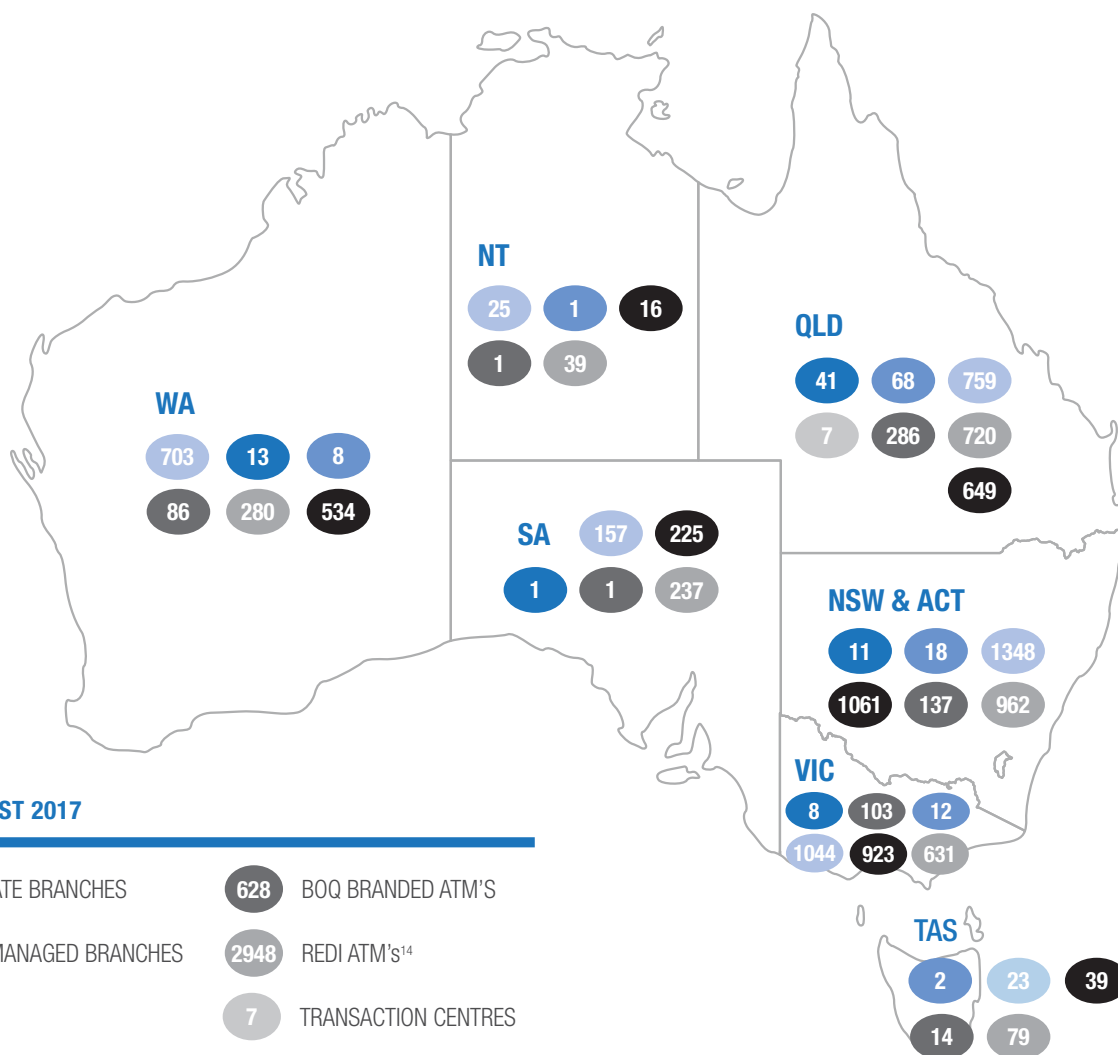 NT
25 1 16
1 39
QLD
41 68 759
7 286 720
649
WA
703 13 8
86 280 534
SA 157 225
1 1 237
NSW & ACT
11 18 1348
1061 137 962
VIC
8 103 12
1044 923 631
ST 2017
ATE BRANCHES
628 BOQ BRANDED ATM'S
MANAGED BRANCHES
2948 REDI ATM's¹⁴
7 TRANSACTION CENTRES
TAS
2 23 39
14 79